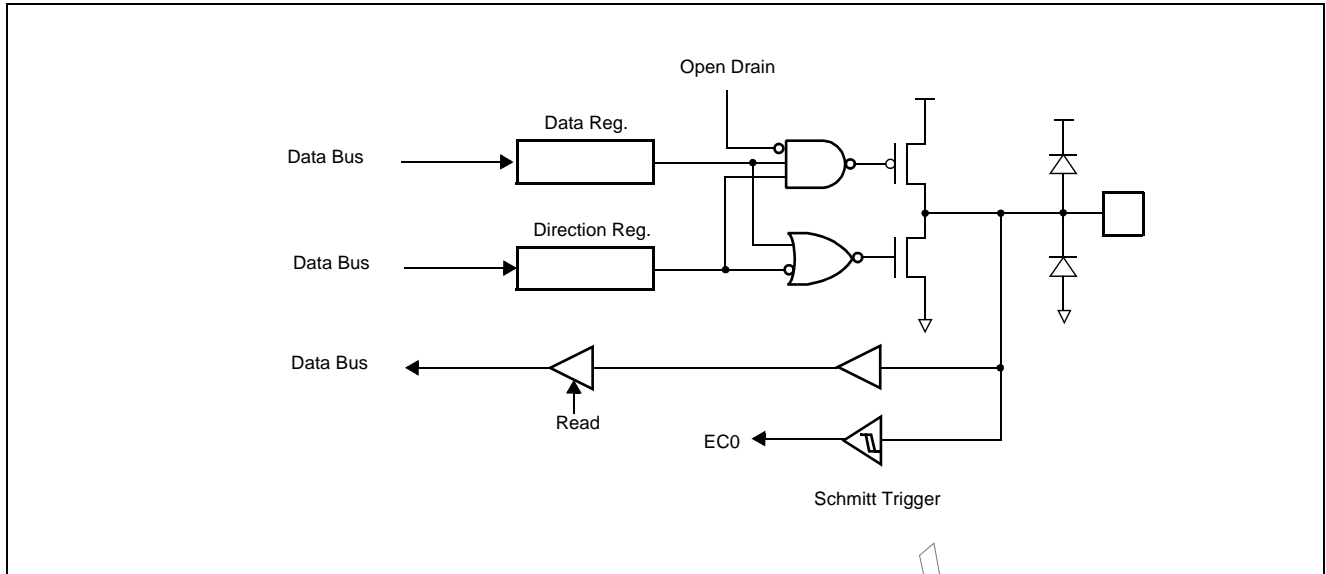 Open Drain
Data Reg.
Data Bus
Direction Reg.
Data Bus
Data Bus
Read
EC0
Schmitt Trigger